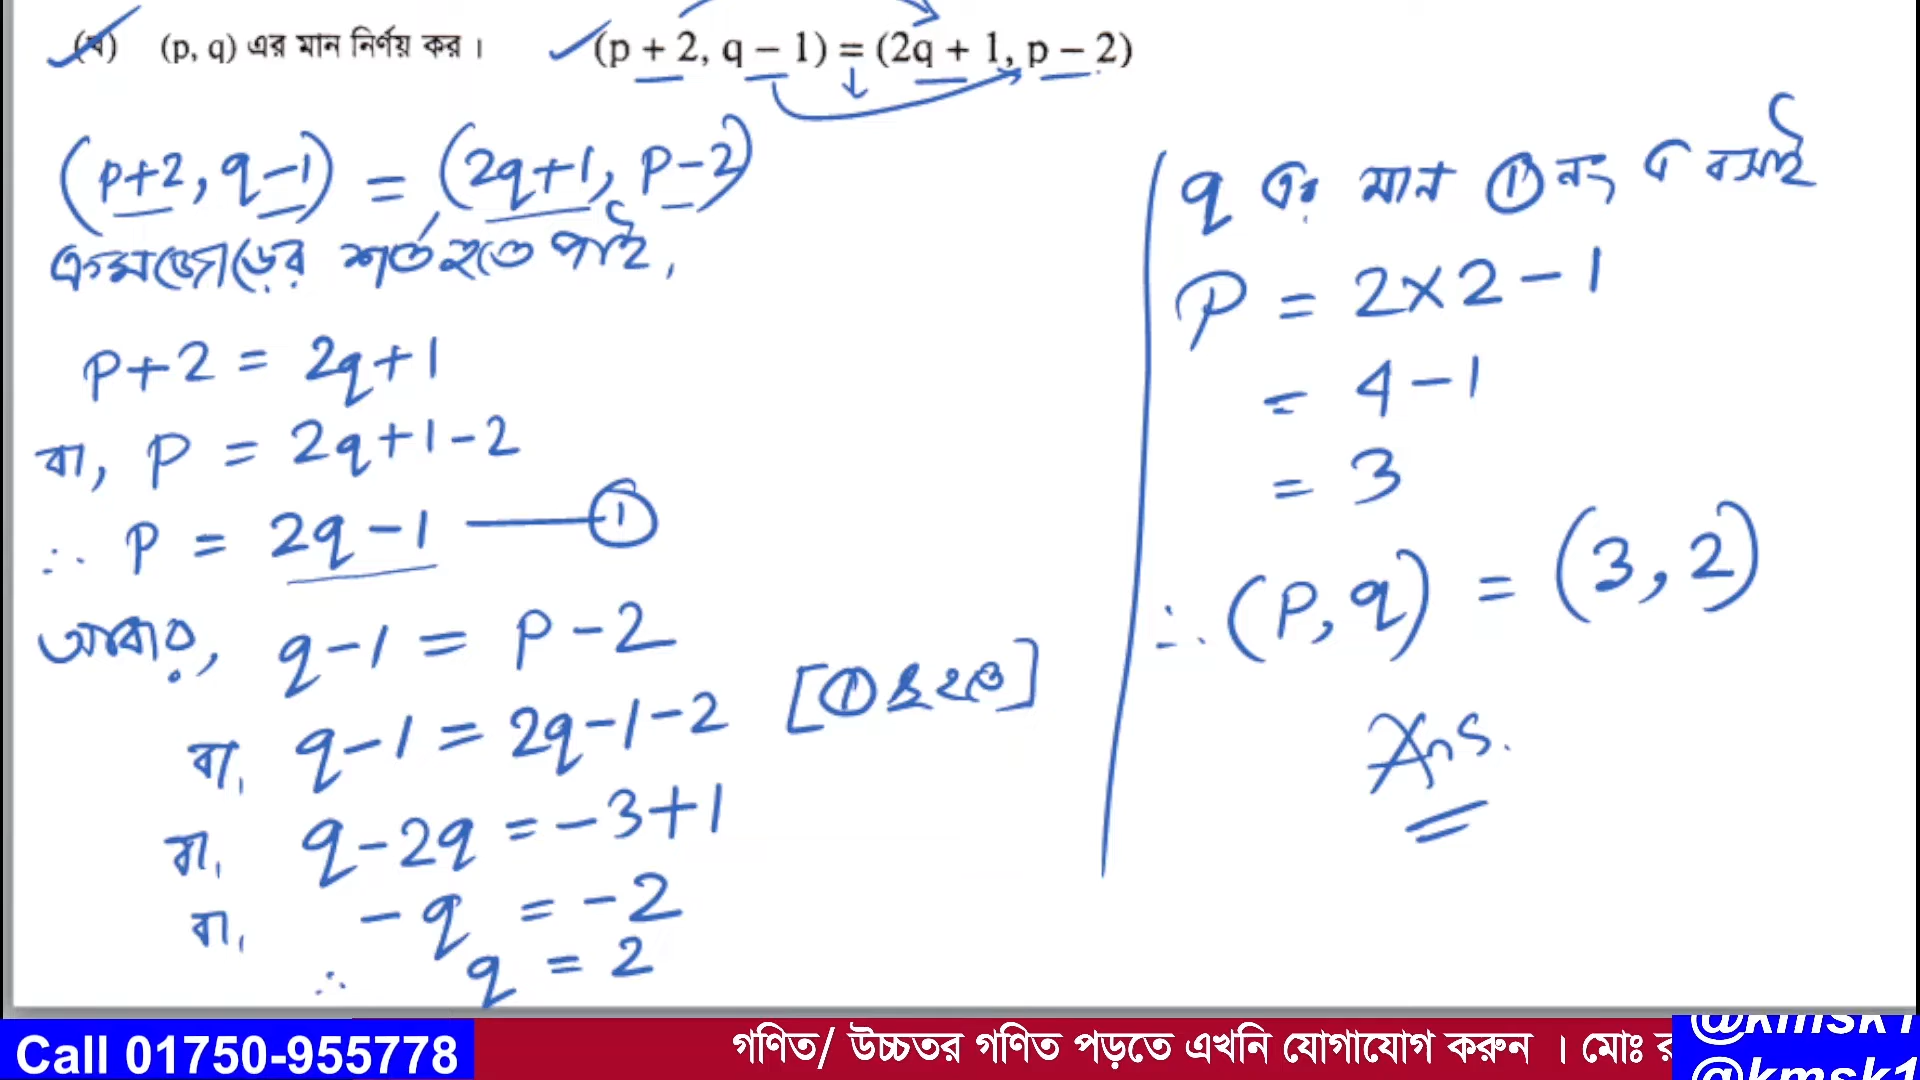 (খ) (p, q) এর মান নির্ণয় কর। (p + 2, q – 1) = (2q + 1, p – 2)
(p+2, q-1) = (2q+1, p-2)
ক্রমজোড়ের শর্ত হতে পাই,
p+2 = 2q+1
বা, p = 2q+1-2
∴ p = 2q-1 —— ①
আবার, q-1 = p-2
বা, q-1 = 2q-1-2 [① হতে]
বা, q-2q = -3+1
বা, -q = -2
∴ q = 2
q এর মান ① নং এ বসাই
P = 2×2-1
= 4-1
= 3
∴ (P, q) = (3, 2)
Ans.
Call 01750-955778
গণিত/ উচ্চতর গণিত পড়তে এখনি যোগাযোগ করুন । মোঃ র
@kmsk1
@kmsk1